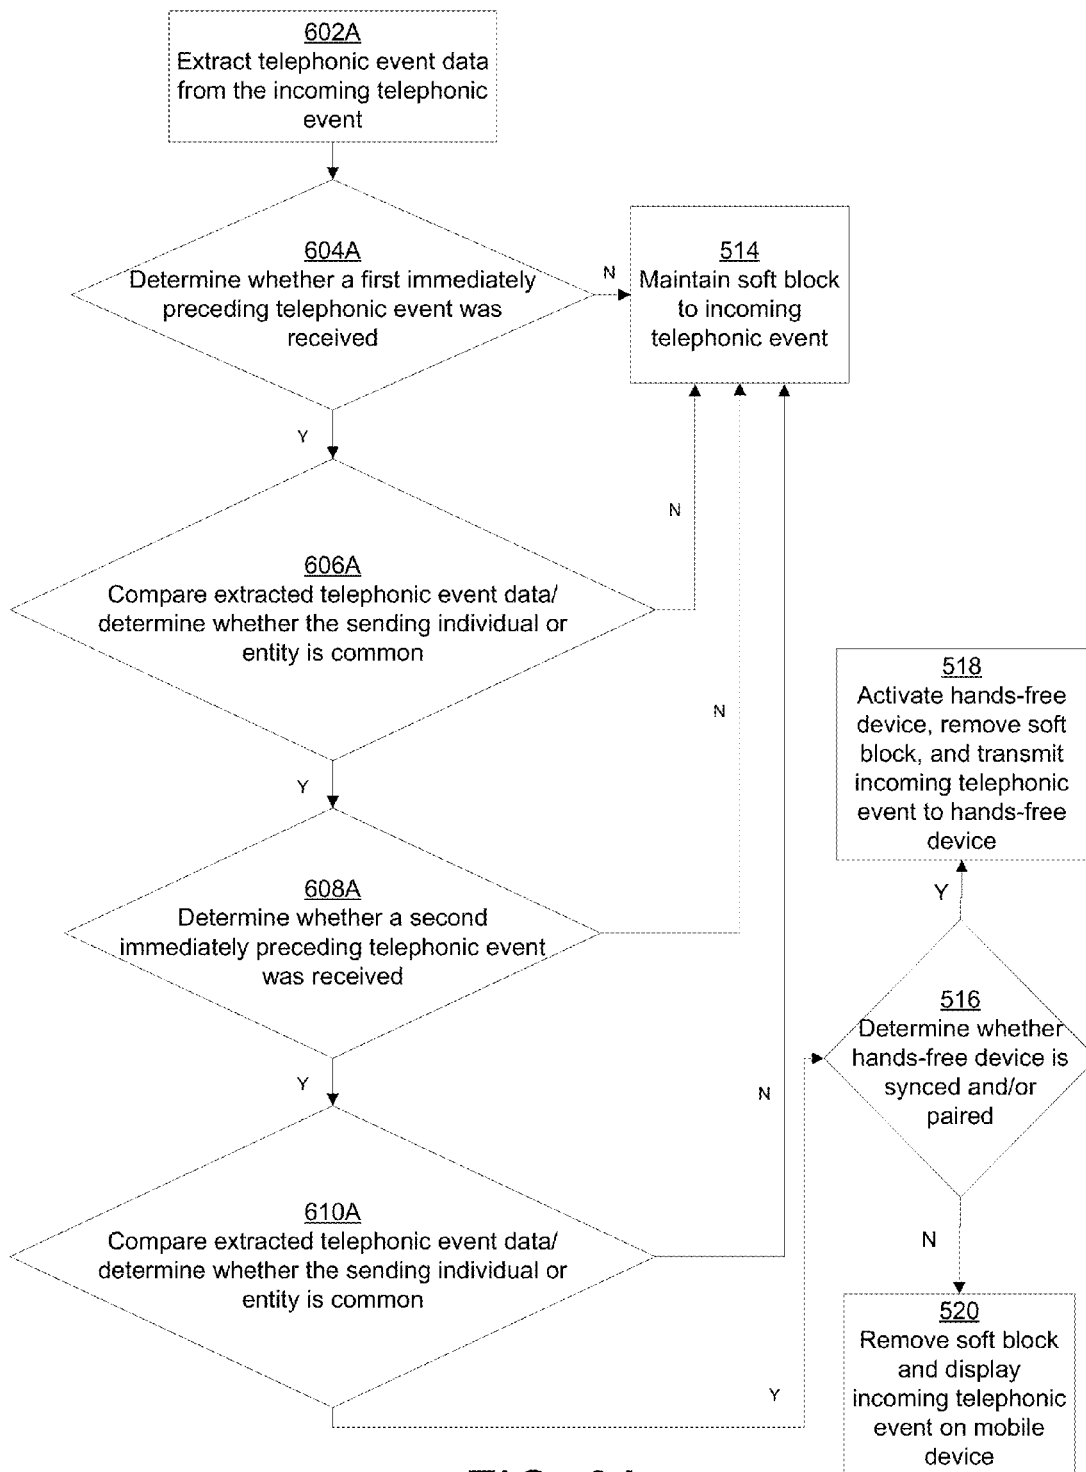 602A
Extract telephonic event data
from the incoming telephonic
event
604A
Determine whether a first immediately
preceding telephonic event was
received
N
514
Maintain soft block
to incoming
telephonic event
Y
606A
Compare extracted telephonic event data/
determine whether the sending individual or
entity is common
N
Y
608A
Determine whether a second
immediately preceding telephonic event
was received
N
Y
610A
Compare extracted telephonic event data/
determine whether the sending individual or
entity is common
N
Y
516
Determine whether
hands-free device is
synced and/or
paired
Y
518
Activate hands-free
device, remove soft
block, and transmit
incoming telephonic
event to hands-free
device
N
520
Remove soft block
and display
incoming telephonic
event on mobile
device